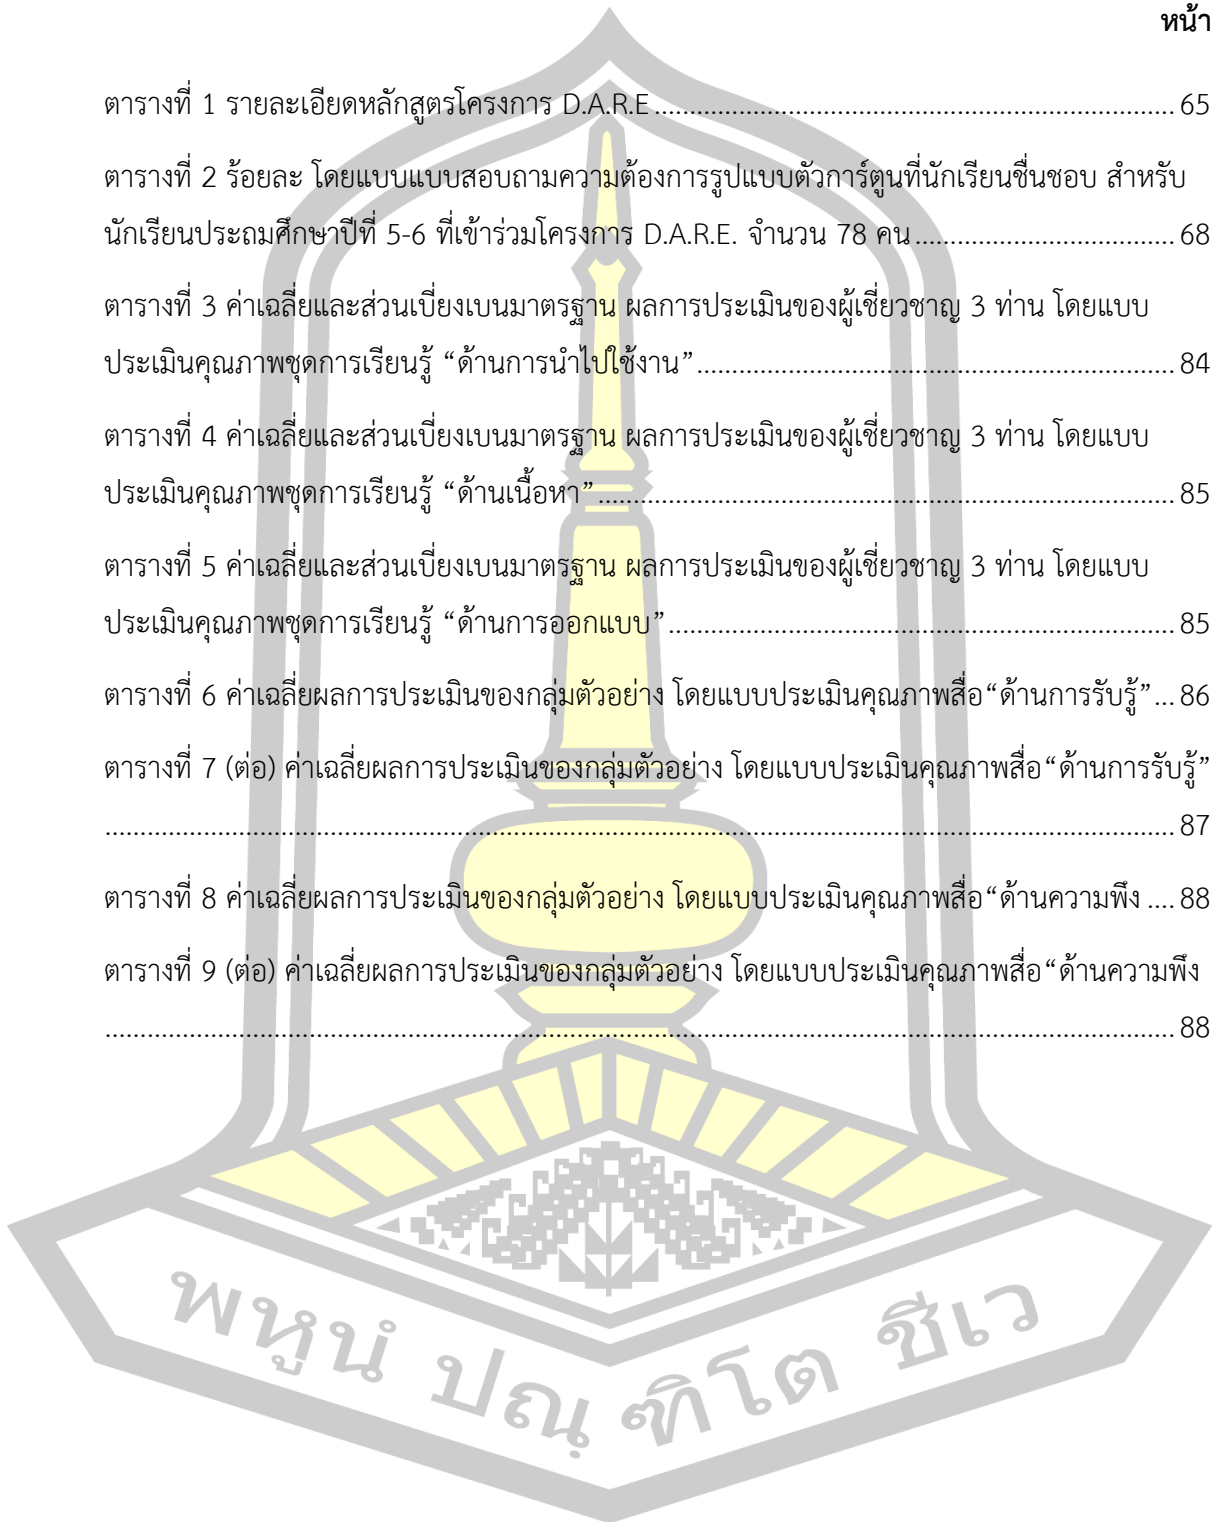 หน้า
ตารางที่ 1 รายละเอียดหลักสูตรโครงการ D.A.R.E .............................................................. 65
ตารางที่ 2 ร้อยละ โดยแบบแบบสอบถามความต้องการรูปแบบตัวการ์ตูนที่นักเรียนชื่นชอบ สำหรับ
นักเรียนประถมศึกษาปีที่ 5-6 ที่เข้าร่วมโครงการ D.A.R.E. จำนวน 78 คน ............................... 68
ตารางที่ 3 ค่าเฉลี่ยและส่วนเบี่ยงเบนมาตรฐาน ผลการประเมินของผู้เชี่ยวชาญ 3 ท่าน โดยแบบ
ประเมินคุณภาพชุดการเรียนรู้ “ด้านการนำไปใช้งาน” ......................................................... 84
ตารางที่ 4 ค่าเฉลี่ยและส่วนเบี่ยงเบนมาตรฐาน ผลการประเมินของผู้เชี่ยวชาญ 3 ท่าน โดยแบบ
ประเมินคุณภาพชุดการเรียนรู้ “ด้านเนื้อหา” ..................................................................... 85
ตารางที่ 5 ค่าเฉลี่ยและส่วนเบี่ยงเบนมาตรฐาน ผลการประเมินของผู้เชี่ยวชาญ 3 ท่าน โดยแบบ
ประเมินคุณภาพชุดการเรียนรู้ “ด้านการออกแบบ” ............................................................ 85
ตารางที่ 6 ค่าเฉลี่ยผลการประเมินของกลุ่มตัวอย่าง โดยแบบประเมินคุณภาพสื่อ“ด้านการรับรู้” ... 86
ตารางที่ 7 (ต่อ) ค่าเฉลี่ยผลการประเมินของกลุ่มตัวอย่าง โดยแบบประเมินคุณภาพสื่อ“ด้านการรับรู้”
................................................................................................................................ 87
ตารางที่ 8 ค่าเฉลี่ยผลการประเมินของกลุ่มตัวอย่าง โดยแบบประเมินคุณภาพสื่อ“ด้านความพึง .... 88
ตารางที่ 9 (ต่อ) ค่าเฉลี่ยผลการประเมินของกลุ่มตัวอย่าง โดยแบบประเมินคุณภาพสื่อ“ด้านความพึง
................................................................................................................................ 88
พหูนํ ปณฺ ฑิโต ชีเว